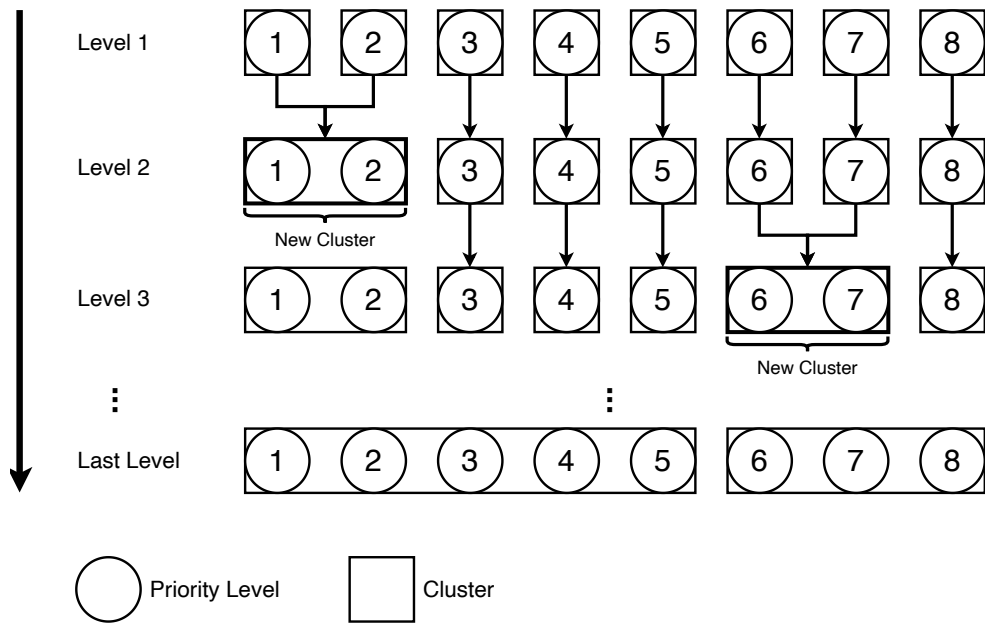 Level 1 1 2 3 4 5 6 7 8
Level 2 1 2 3 4 5 6 7 8
New Cluster
Level 3 1 2 3 4 5 6 7 8
New Cluster
⋮ ⋮
Last Level 1 2 3 4 5 6 7 8
Priority Level Cluster